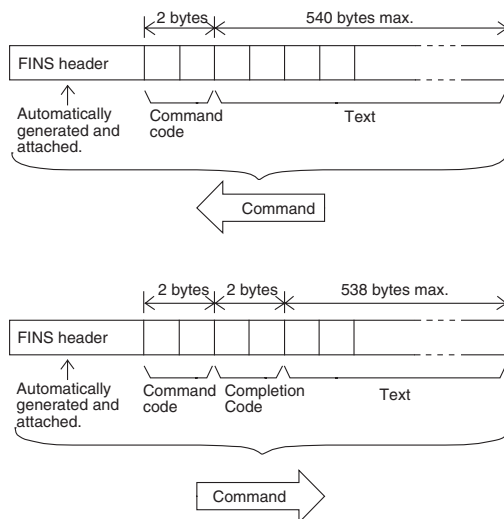 2 bytes 540 bytes max.
FINS header
Automatically
generated and
attached.
Command
code
Text
Command
2 bytes 2 bytes 538 bytes max.
FINS header
Automatically
generated and
attached.
Command
code
Completion
Code
Text
Command